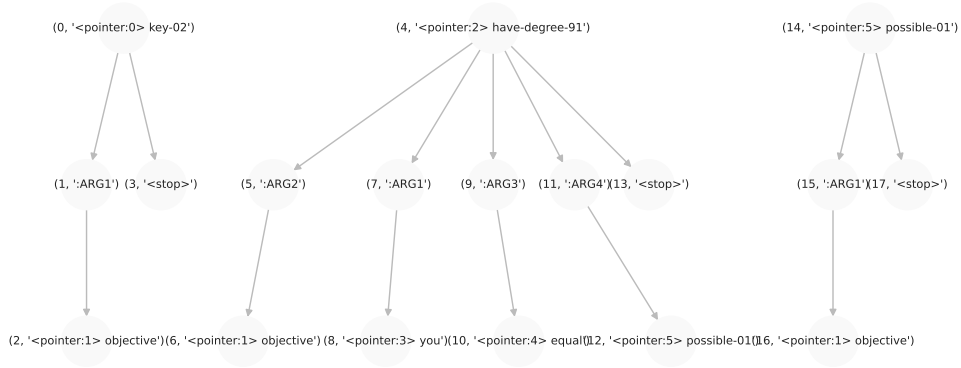 (0, '<pointer:0> key-02') (4, '<pointer:2> have-degree-91') (14, '<pointer:5> possible-01')
(1, ':ARG1') (3, '<stop>') (5, ':ARG2') (7, ':ARG1') (9, ':ARG3') (11, ':ARG4') (13, '<stop>') (15, ':ARG1') (17, '<stop>')
(2, '<pointer:1> objective') (6, '<pointer:1> objective') (8, '<pointer:3> you') (10, '<pointer:4> equal') (12, '<pointer:5> possible-01') (16, '<pointer:1> objective')